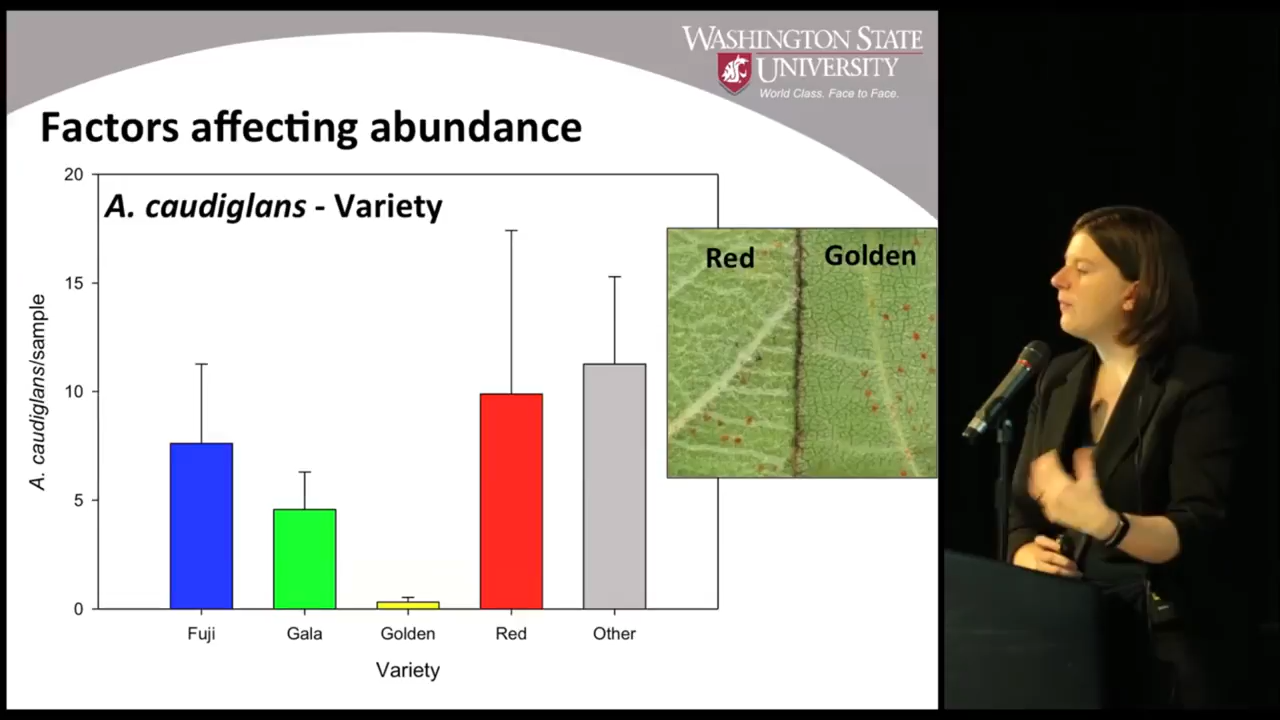 WASHINGTON STATE
UNIVERSITY
World Class. Face to Face.
Factors affecting abundance
A. caudiglans - Variety
20
15
10
5
0
A. caudiglans/sample
Red
Golden
Fuji
Gala
Golden
Red
Other
Variety